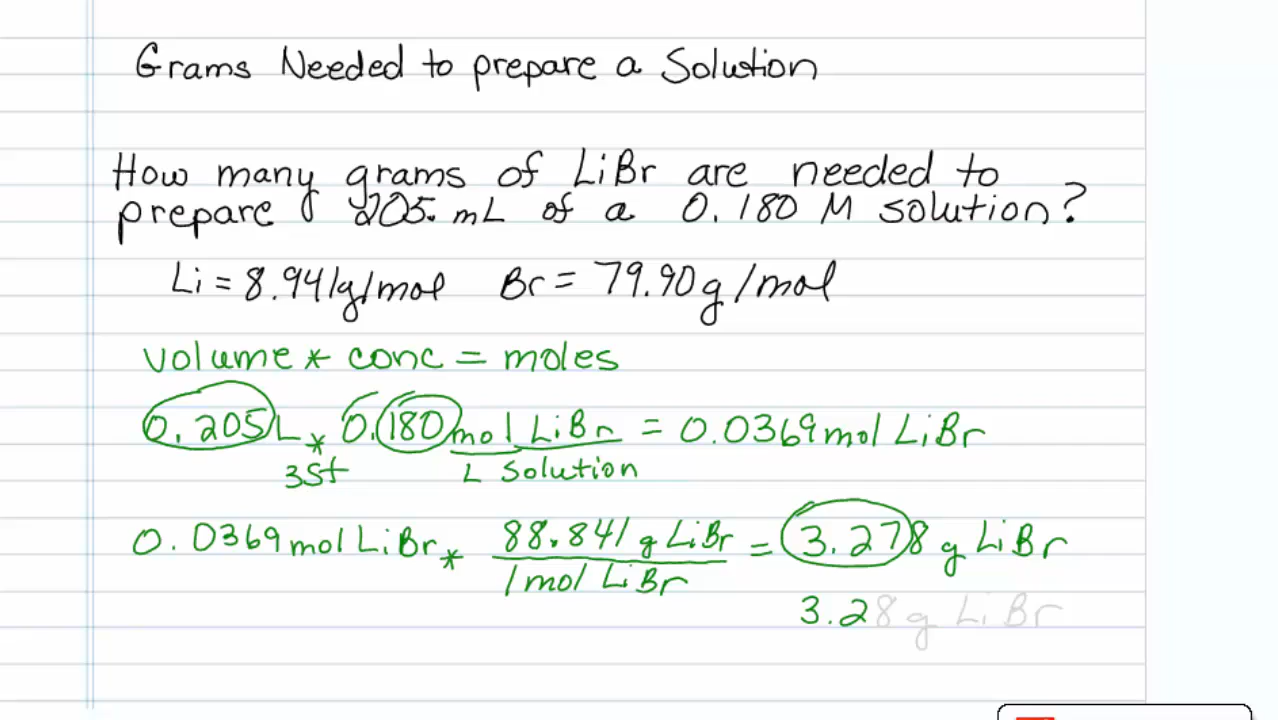 Grams Needed to prepare a Solution
How many grams of LiBr are needed to
prepare 205. mL of a 0.180 M solution?
Li = 8.941g/mol Br = 79.90g/mol
volume * conc = moles
0.205L * 0.180 mol LiBr = 0.0369 mol LiBr
3SF L Solution
0.0369 mol LiBr * 88.841 g LiBr = 3.278 g LiBr
1 mol LiBr
3.28 g LiBr